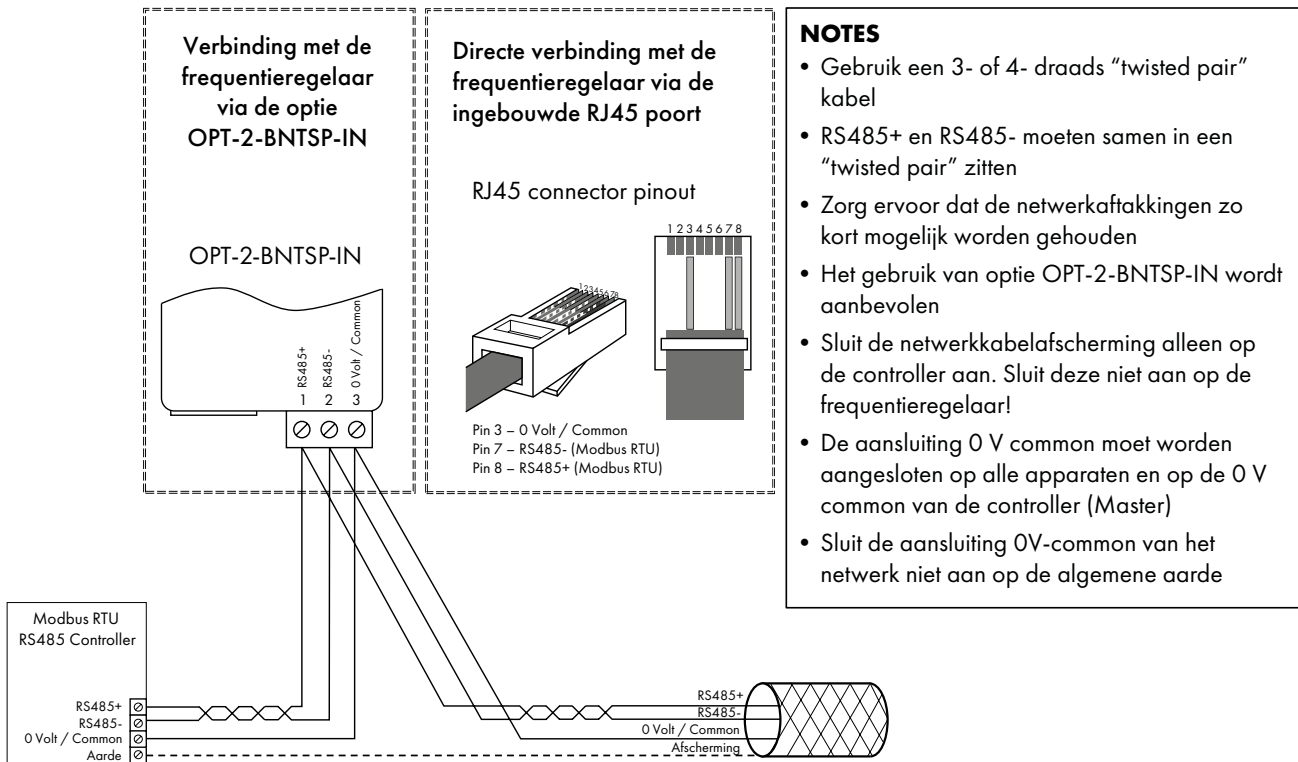 Verbinding met de
frequentieregelaar
via de optie
OPT-2-BNTSP-IN
OPT-2-BNTSP-IN
RS485+
RS485-
0 Volt / Common
1 2 3
Directe verbinding met de
frequentieregelaar via de
ingebouwde RJ45 poort
RJ45 connector pinout
12345678
1 2 3 4 5 6 7 8
Pin 3 – 0 Volt / Common
Pin 7 – RS485- (Modbus RTU)
Pin 8 – RS485+ (Modbus RTU)
NOTES
• Gebruik een 3- of 4- draads “twisted pair”
kabel
• RS485+ en RS485- moeten samen in een
“twisted pair” zitten
• Zorg ervoor dat de netwerkaftakkingen zo
kort mogelijk worden gehouden
• Het gebruik van optie OPT-2-BNTSP-IN wordt
aanbevolen
• Sluit de netwerkkabelafscherming alleen op
de controller aan. Sluit deze niet aan op de
frequentieregelaar!
• De aansluiting 0 V common moet worden
aangesloten op alle apparaten en op de 0 V
common van de controller (Master)
• Sluit de aansluiting 0V-common van het
netwerk niet aan op de algemene aarde
Modbus RTU
RS485 Controller
RS485+
RS485-
0 Volt / Common
Aarde
RS485+
RS485-
0 Volt / Common
Afscherming